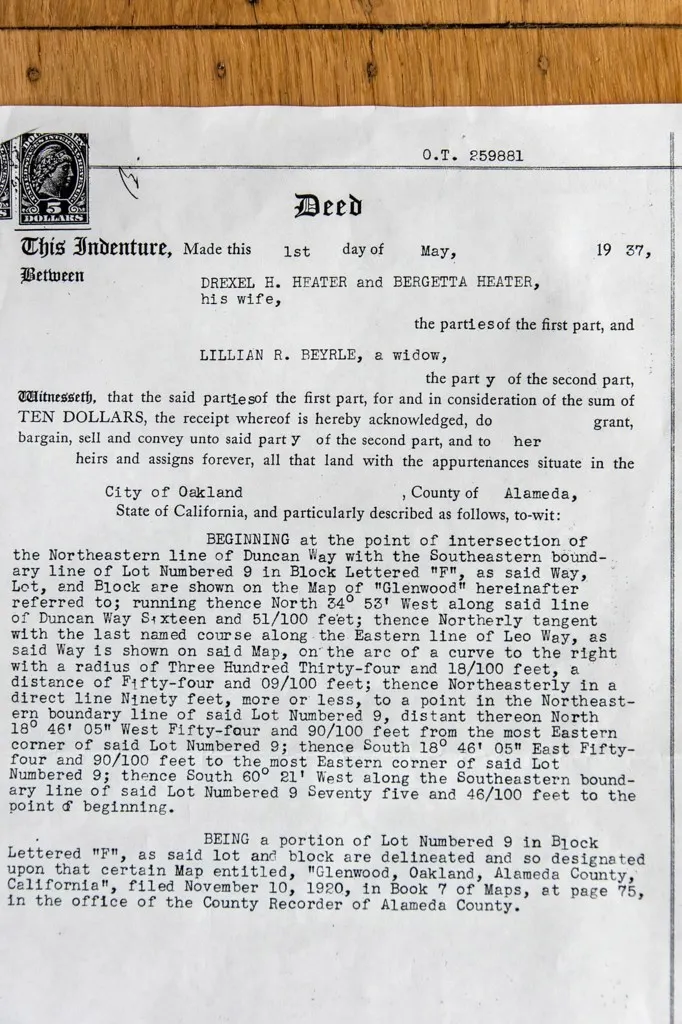 O.T. 259881
5
DOLLARS
Deed
This Indenture, Made this 1st day of May, 19 37,
Between
DREXEL H. HEATER and BERGETTA HEATER,
his wife,
the parties of the first part, and
LILLIAN R. BEYRLE, a widow,
the part y of the second part,
Witnesseth, that the said parties of the first part, for and in consideration of the sum of
TEN DOLLARS, the receipt whereof is hereby acknowledged, do grant,
bargain, sell and convey unto said part y of the second part, and to her
heirs and assigns forever, all that land with the appurtenances situate in the
City of Oakland , County of Alameda,
State of California, and particularly described as follows, to-wit:
BEGINNING at the point of intersection of
the Northeastern line of Duncan Way with the Southeastern bound-
ary line of Lot Numbered 9 in Block Lettered "F", as said Way,
Lot, and Block are shown on the Map of "Glenwood" hereinafter
referred to; running thence North 34° 53' West along said line
of Duncan Way Sixteen and 51/100 feet; thence Northerly tangent
with the last named course along the Eastern line of Leo Way, as
said Way is shown on said Map, on the arc of a curve to the right
with a radius of Three Hundred Thirty-four and 18/100 feet, a
distance of Fifty-four and 09/100 feet; thence Northeasterly in a
direct line Ninety feet, more or less, to a point in the Northeast-
ern boundary line of said Lot Numbered 9, distant thereon North
18° 46' 05" West Fifty-four and 90/100 feet from the most Eastern
corner of said Lot Numbered 9; thence South 18° 46' 05" East Fifty-
four and 90/100 feet to the most Eastern corner of said Lot
Numbered 9; thence South 60° 21' West along the Southeastern bound-
ary line of said Lot Numbered 9 Seventy five and 46/100 feet to the
point of beginning.
BEING a portion of Lot Numbered 9 in Block
Lettered "F", as said lot and block are delineated and so designated
upon that certain Map entitled, "Glenwood, Oakland, Alameda County,
California", filed November 10, 1920, in Book 7 of Maps, at page 75,
in the office of the County Recorder of Alameda County.